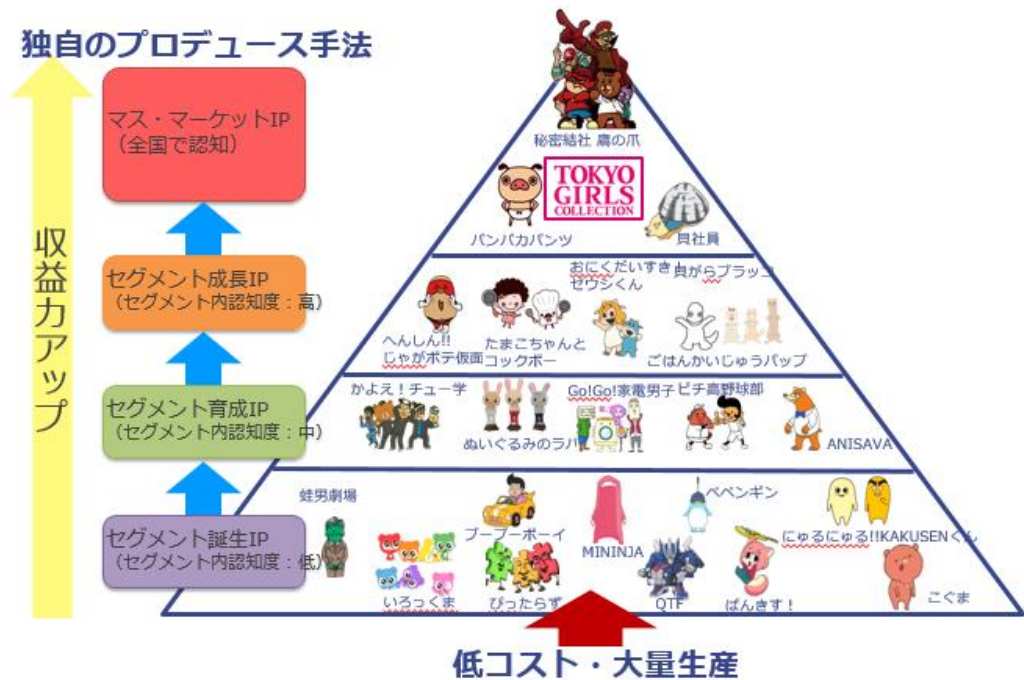 独自のプロデュース手法
収益力アップ
マス・マーケットIP
（全国で認知）
セグメント成長IP
（セグメント内認知度：高）
セグメント育成IP
（セグメント内認知度：中）
セグメント誕生IP
（セグメント内認知度：低）
秘密結社 鷹の爪
TOKYO
GIRLS
COLLECTION
パンパカパンツ
貝社員
おにくだいすき！
ゼウシくん
貝がらブラッコ
へんしん!!
じゃがポテ仮面
たまこちゃんと
コックボー
ごはんかいじゅうパップ
かよえ！チュー学
ぬいぐるみのラパ
Go!Go!家電男子
ピチ高野球部
ANISAVA
蛙男劇場
ブーブーボーイ
MININJA
ペペンギン
にゅるにゅる!!KAKUSENくん
いろっくま
ぴったらず
QTF
ぱんきす！
こぐま
低コスト・大量生産